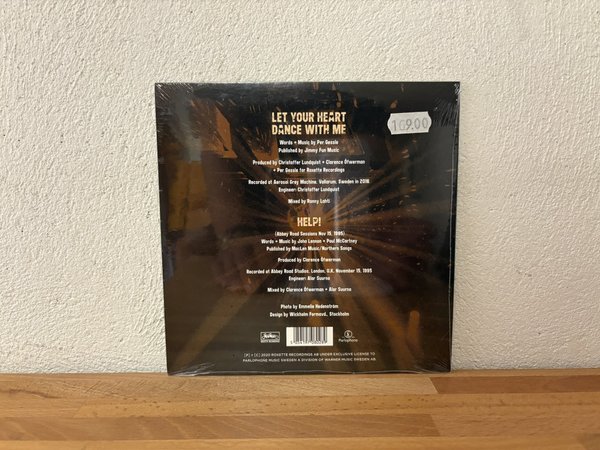 LET YOUR HEART
DANCE WITH ME
169.00
Words + Music by Per Gessle
Published by Jimmy Fun Music
Produced by Christoffer Lundquist + Clarence Öfwerman
+ Per Gessle for Roxette Recordings
Recorded at Aerosol Grey Machine, Vallarum, Sweden in 2016
Engineer: Christoffer Lundquist
Mixed by Ronny Lahti
HELP!
(Abbey Road Sessions Nov 15, 1995)
Words + Music by John Lennon + Paul McCartney
Published by MacLen Music/Northern Songs
Produced by Clarence Öfwerman
Recorded at Abbey Road Studios, London, U.K. November 15, 1995
Engineer: Alar Suurna
Mixed by Clarence Öfwerman + Alar Suurna
Photo by Emmelie Hedenström
Design by Wickholm Formavd, Stockholm
Parlophone
(P) + (C) 2020 ROXETTE RECORDINGS AB UNDER EXCLUSIVE LICENSE TO
PARLOPHONE MUSIC SWEDEN A DIVISION OF WARNER MUSIC SWEDEN AB.